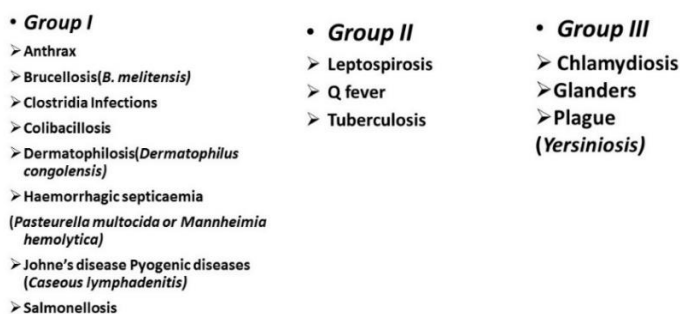 • Group I
➢ Anthrax
➢ Brucellosis(B. melitensis)
➢ Clostridia Infections
➢ Colibacillosis
➢ Dermatophilosis(Dermatophilus
congolensis)
➢ Haemorrhagic septicaemia
(Pasteurella multocida or Mannheimia
hemolytica)
➢ Johne's disease Pyogenic diseases
(Caseous lymphadenitis)
➢ Salmonellosis
• Group II
➢ Leptospirosis
➢ Q fever
➢ Tuberculosis
• Group III
➢ Chlamydiosis
➢ Glanders
➢ Plague
(Yersiniosis)